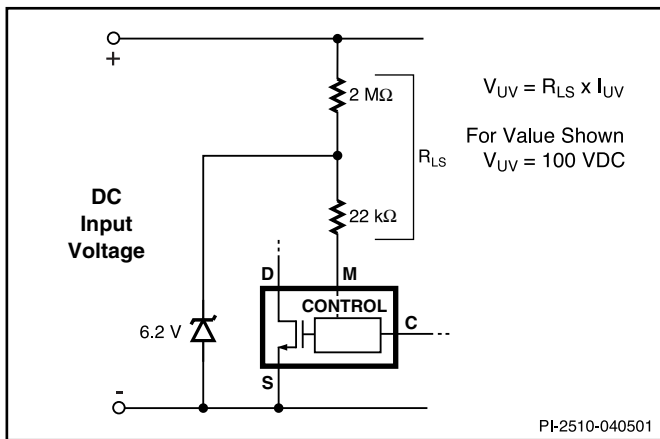 +
2 MΩ
V_UV = R_LS x I_UV
For Value Shown
V_UV = 100 VDC
R_LS
DC
Input
Voltage
22 kΩ
D
M
CONTROL
C
6.2 V
S
-
PI-2510-040501